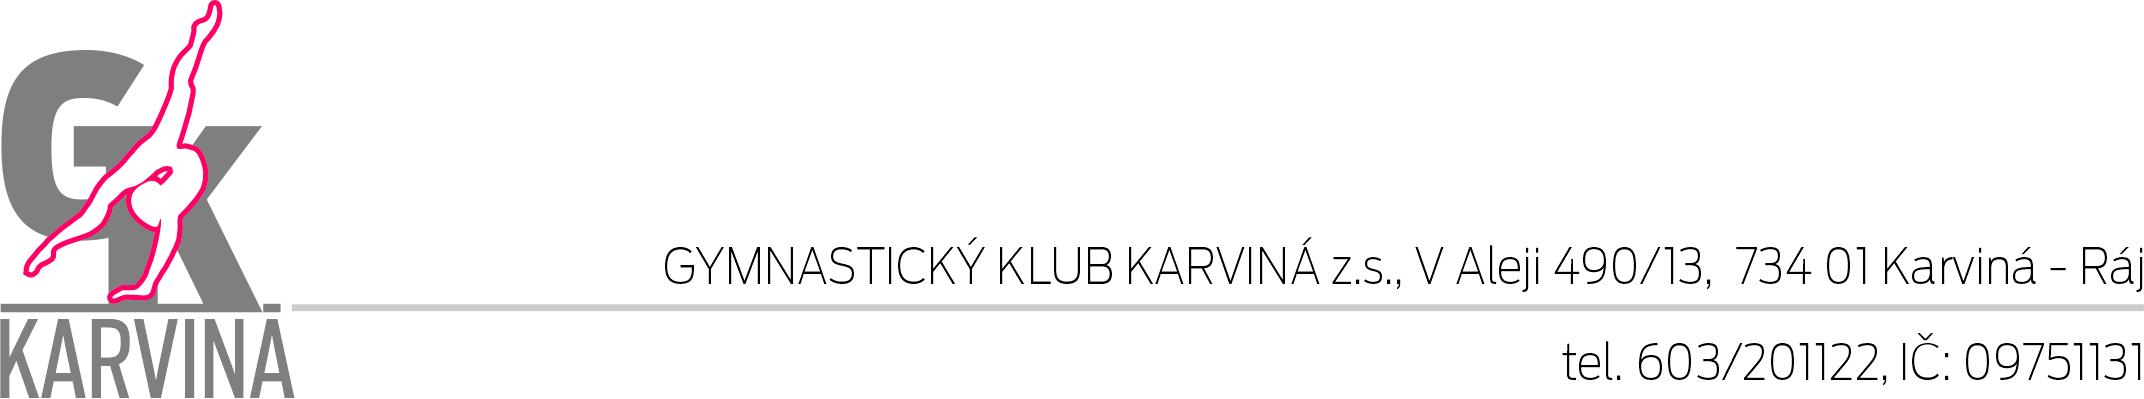 GK
KARVINÁ
GYMNASTICKÝ KLUB KARVINÁ z.s., V Aleji 490/13,  734 01 Karviná - Ráj
tel. 603/201122, IČ: 09751131